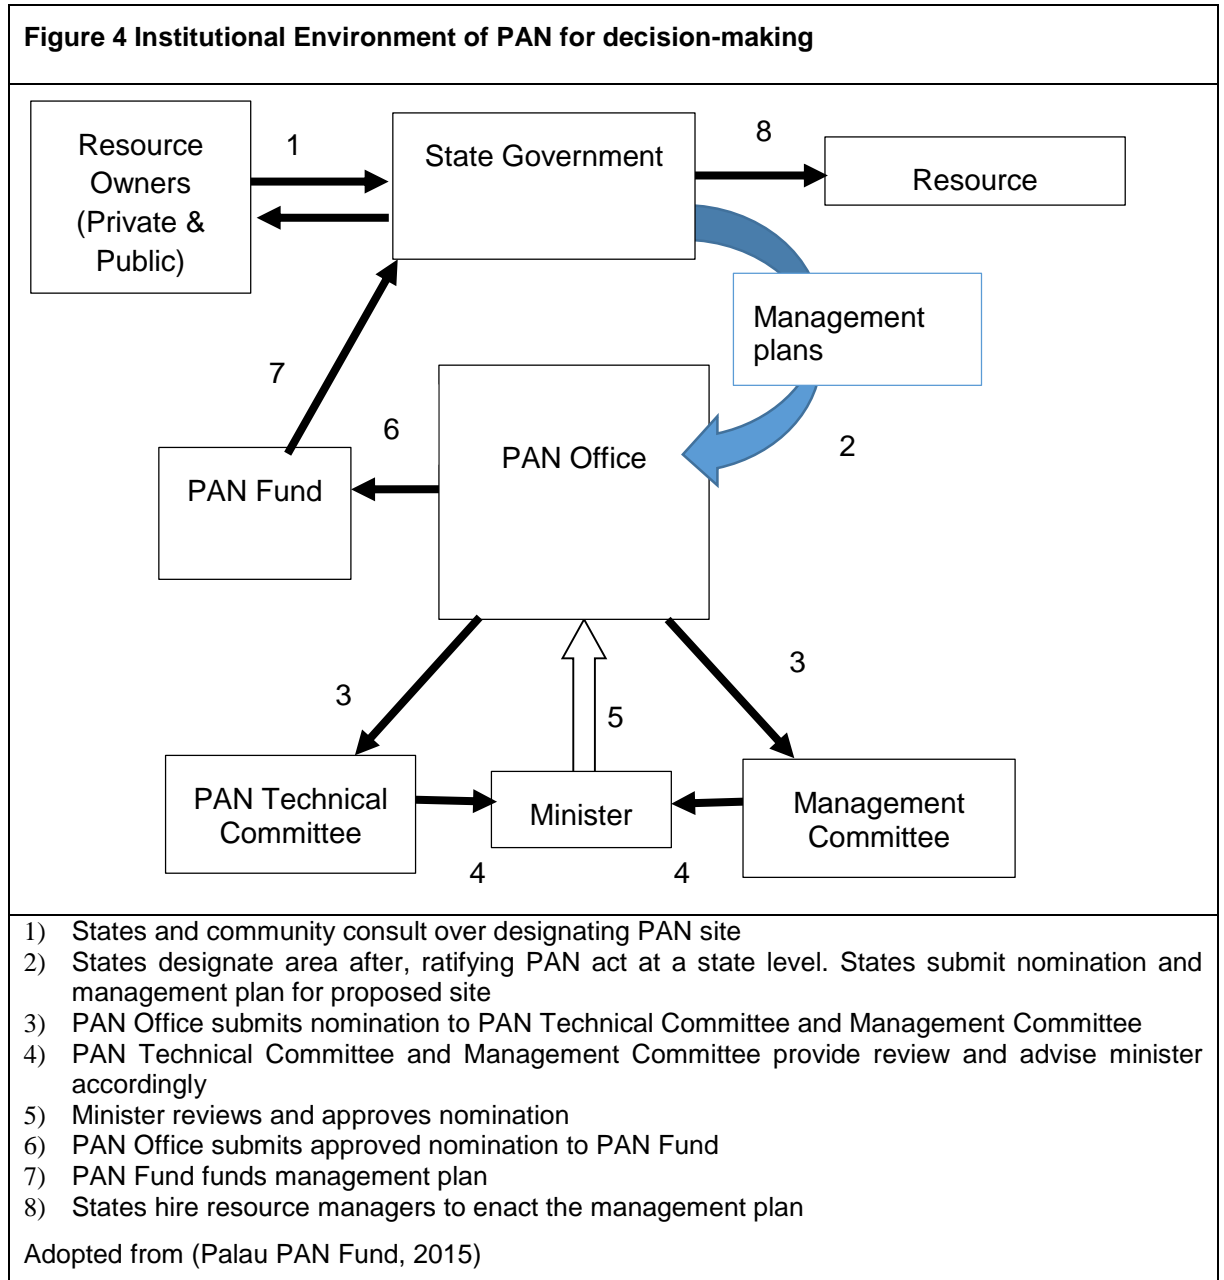 Figure 4 Institutional Environment of PAN for decision-making
Resource
Owners
(Private &
Public)
1
State Government
8
Resource
Management
plans
7
6
2
PAN Office
PAN Fund
3
3
5
PAN Technical
Committee
Minister
Management
Committee
4
4
1) States and community consult over designating PAN site
2) States designate area after, ratifying PAN act at a state level. States submit nomination and
management plan for proposed site
3) PAN Office submits nomination to PAN Technical Committee and Management Committee
4) PAN Technical Committee and Management Committee provide review and advise minister
accordingly
5) Minister reviews and approves nomination
6) PAN Office submits approved nomination to PAN Fund
7) PAN Fund funds management plan
8) States hire resource managers to enact the management plan
Adopted from (Palau PAN Fund, 2015)